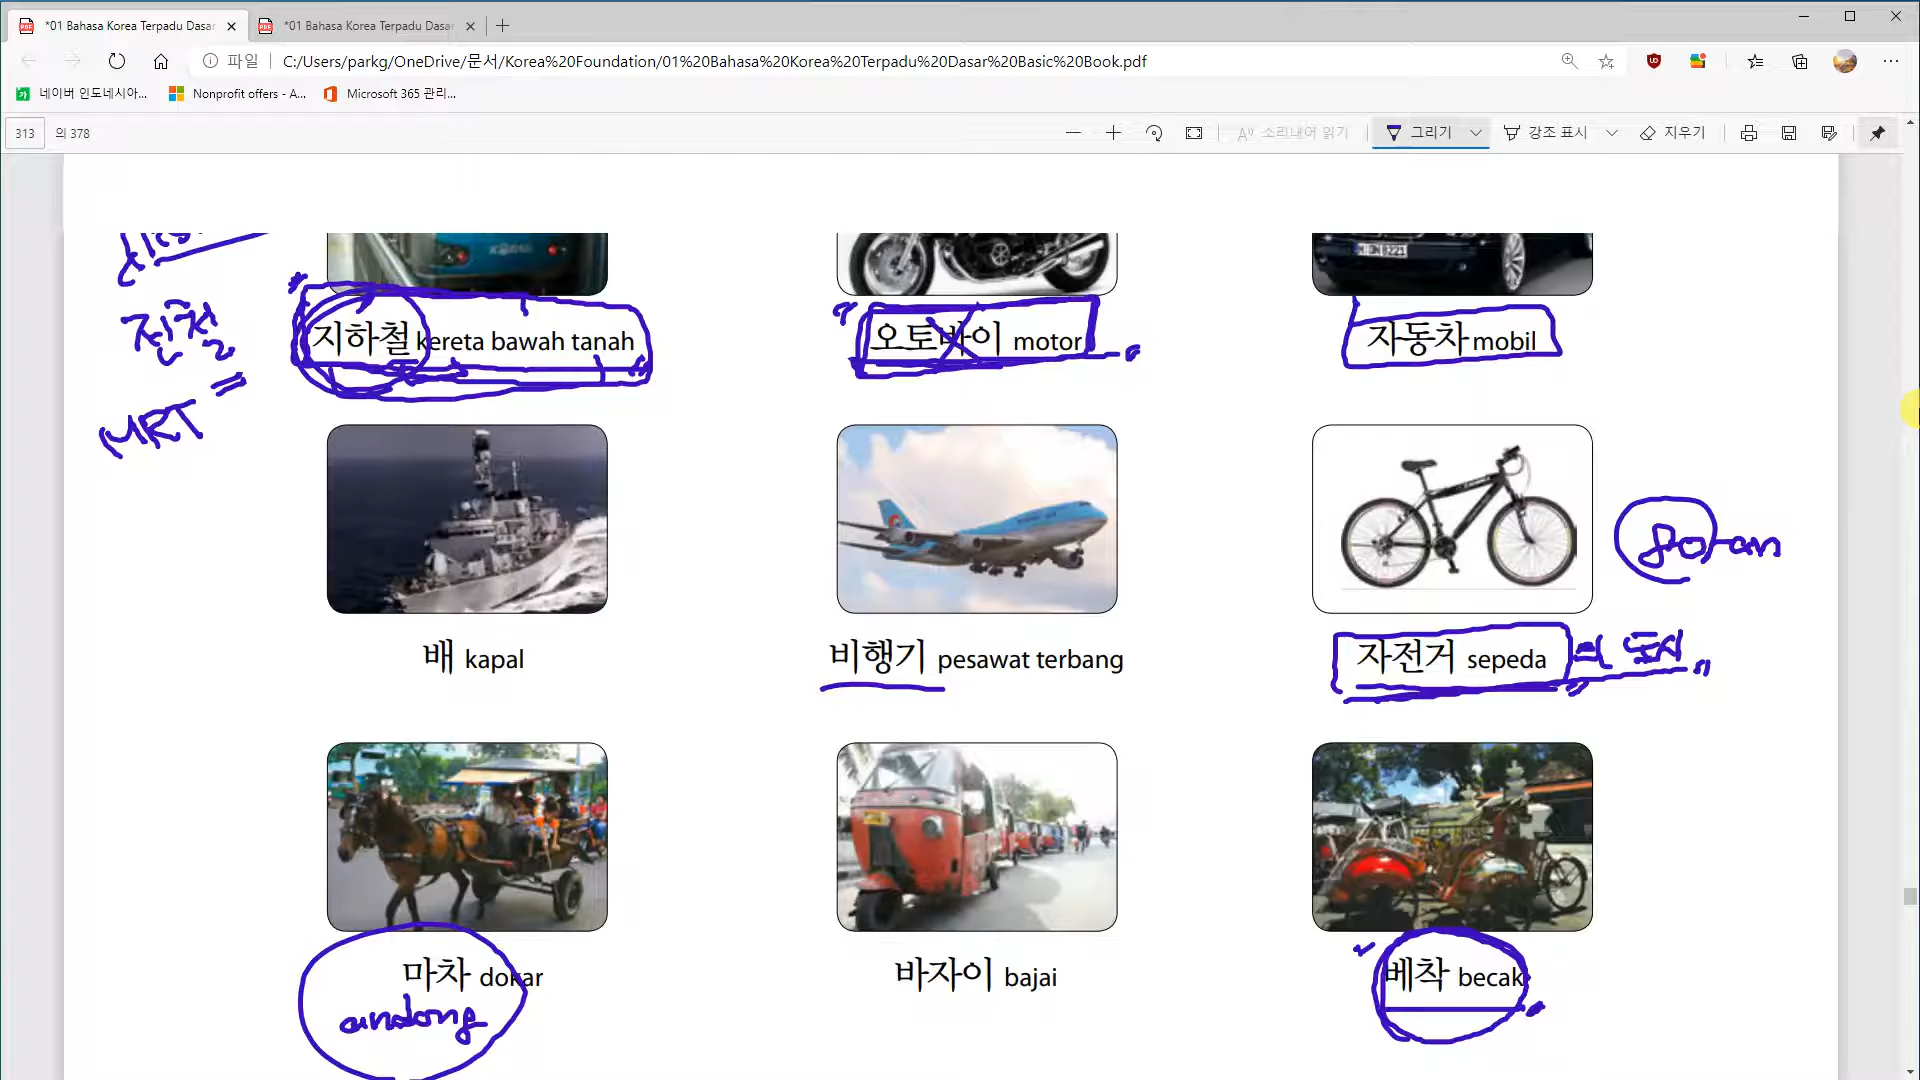 *01 Bahasa Korea Terpadu Dasar
*01 Bahasa Korea Terpadu Dasar
파일
C:/Users/parkg/OneDrive/문서/Korea%20Foundation/01%20Bahasa%20Korea%20Terpadu%20Dasar%20Basic%20Book.pdf
네이버 인도네시아...
Nonprofit offers - A...
Microsoft 365 관리...
313 의 378
소리내어 읽기
그리기
강조 표시
지우기
전철
MRT
지하철 kereta bawah tanah
오토바이 motor
자동차 mobil
배 kapal
비행기 pesawat terbang
자전거 sepeda
의 도시
마차 dokar
andong
바자이 bajai
베착 becak